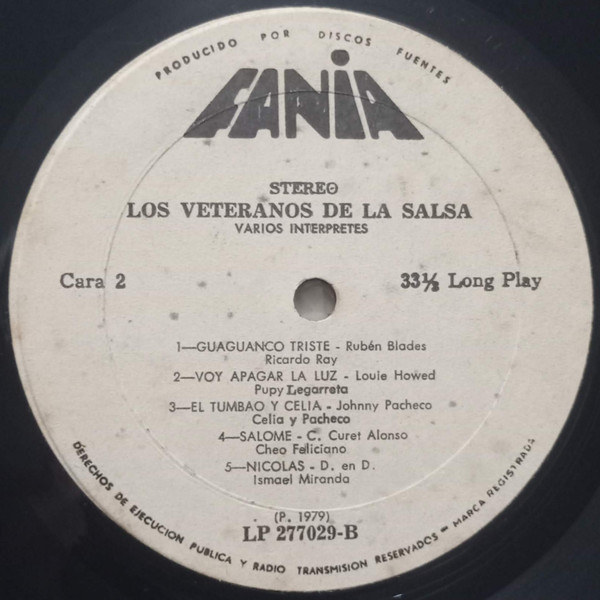 PRODUCIDO POR DISCOS FUENTES
FANIA
STEREO
LOS VETERANOS DE LA SALSA
VARIOS INTERPRETES
Cara 2
33⅓ Long Play
1—GUAGUANCO TRISTE - Rubén Blades
Ricardo Ray
2—VOY APAGAR LA LUZ - Louie Howed
Pupy Legarreta
3—EL TUMBAO Y CELIA - Johnny Pacheco
Celia y Pacheco
4—SALOME - C. Curet Alonso
Cheo Feliciano
5—NICOLAS - D. en D.
Ismael Miranda
(P. 1979)
LP 277029-B
DERECHOS DE EJECUCION PUBLICA Y RADIO TRANSMISION RESERVADOS - MARCA REGISTRADA